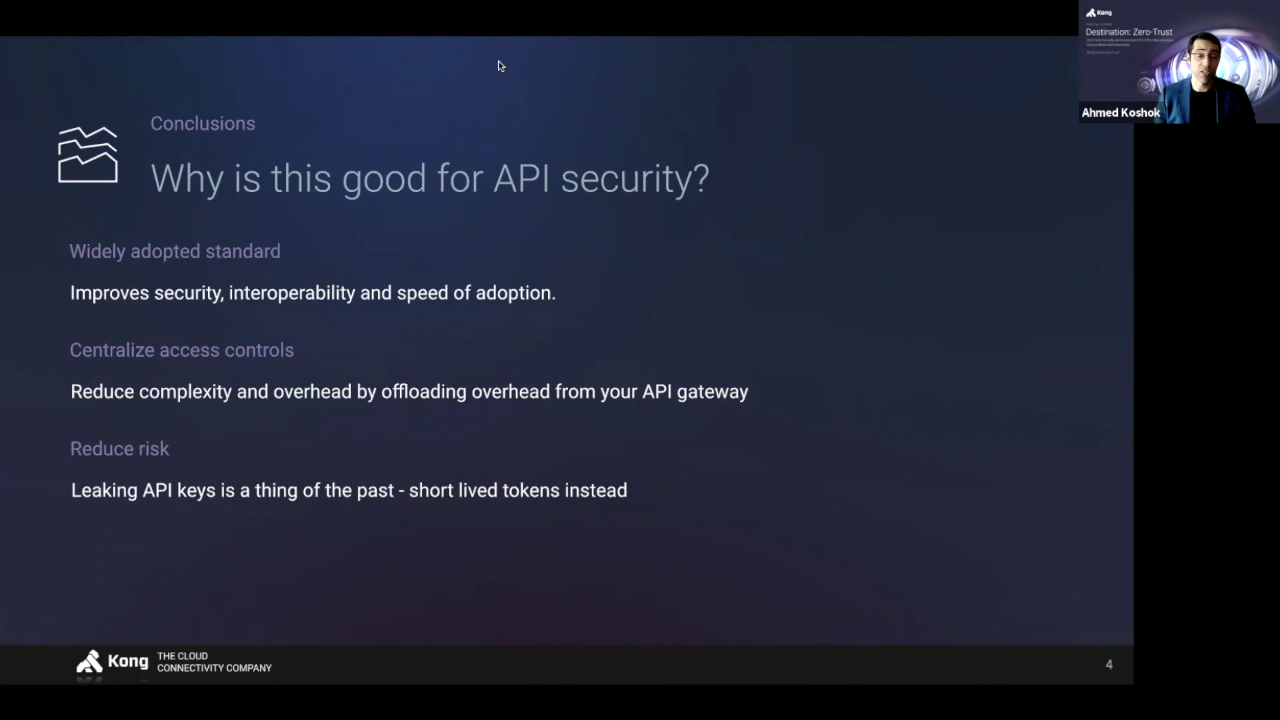 Conclusions
Why is this good for API security?
Widely adopted standard
Improves security, interoperability and speed of adoption.
Centralize access controls
Reduce complexity and overhead by offloading overhead from your API gateway
Reduce risk
Leaking API keys is a thing of the past - short lived tokens instead
Kong
THE CLOUD
CONNECTIVITY COMPANY
4
Kong
Destination: Zero-Trust
Ahmed Koshok